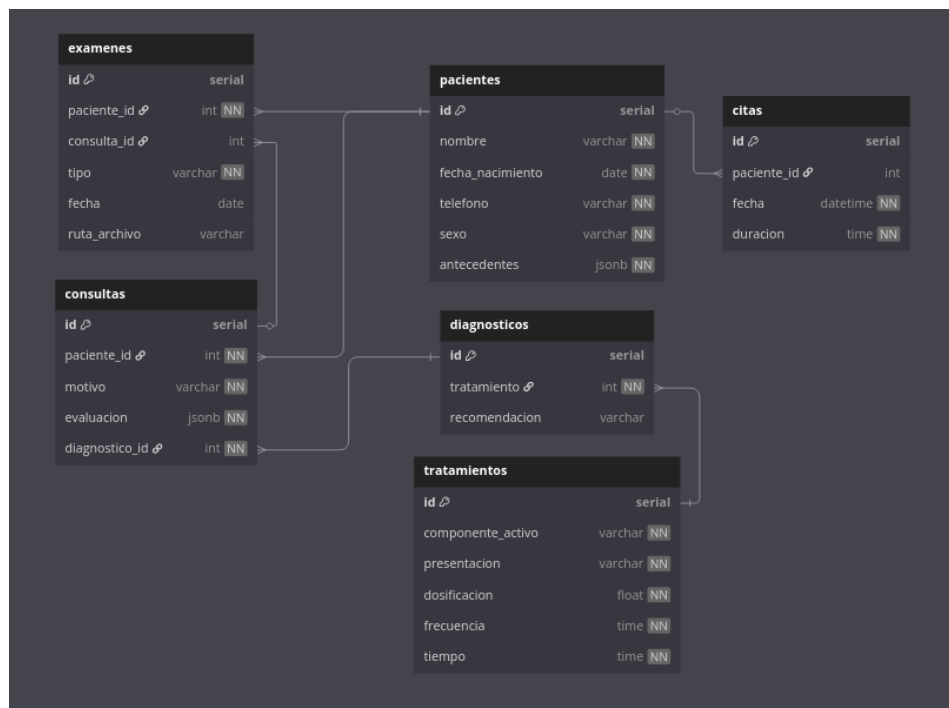 examenes
id serial
paciente_id int NN
consulta_id int
tipo varchar NN
fecha date
ruta_archivo varchar
consultas
id serial
paciente_id int NN
motivo varchar NN
evaluacion jsonb NN
diagnostico_id int NN
pacientes
id serial
nombre varchar NN
fecha_nacimiento date NN
telefono varchar NN
sexo varchar NN
antecedentes jsonb NN
diagnosticos
id serial
tratamiento int NN
recomendacion varchar
tratamientos
id serial
componente_activo varchar NN
presentacion varchar NN
dosificacion float NN
frecuencia time NN
tiempo time NN
citas
id serial
paciente_id int
fecha datetime NN
duracion time NN